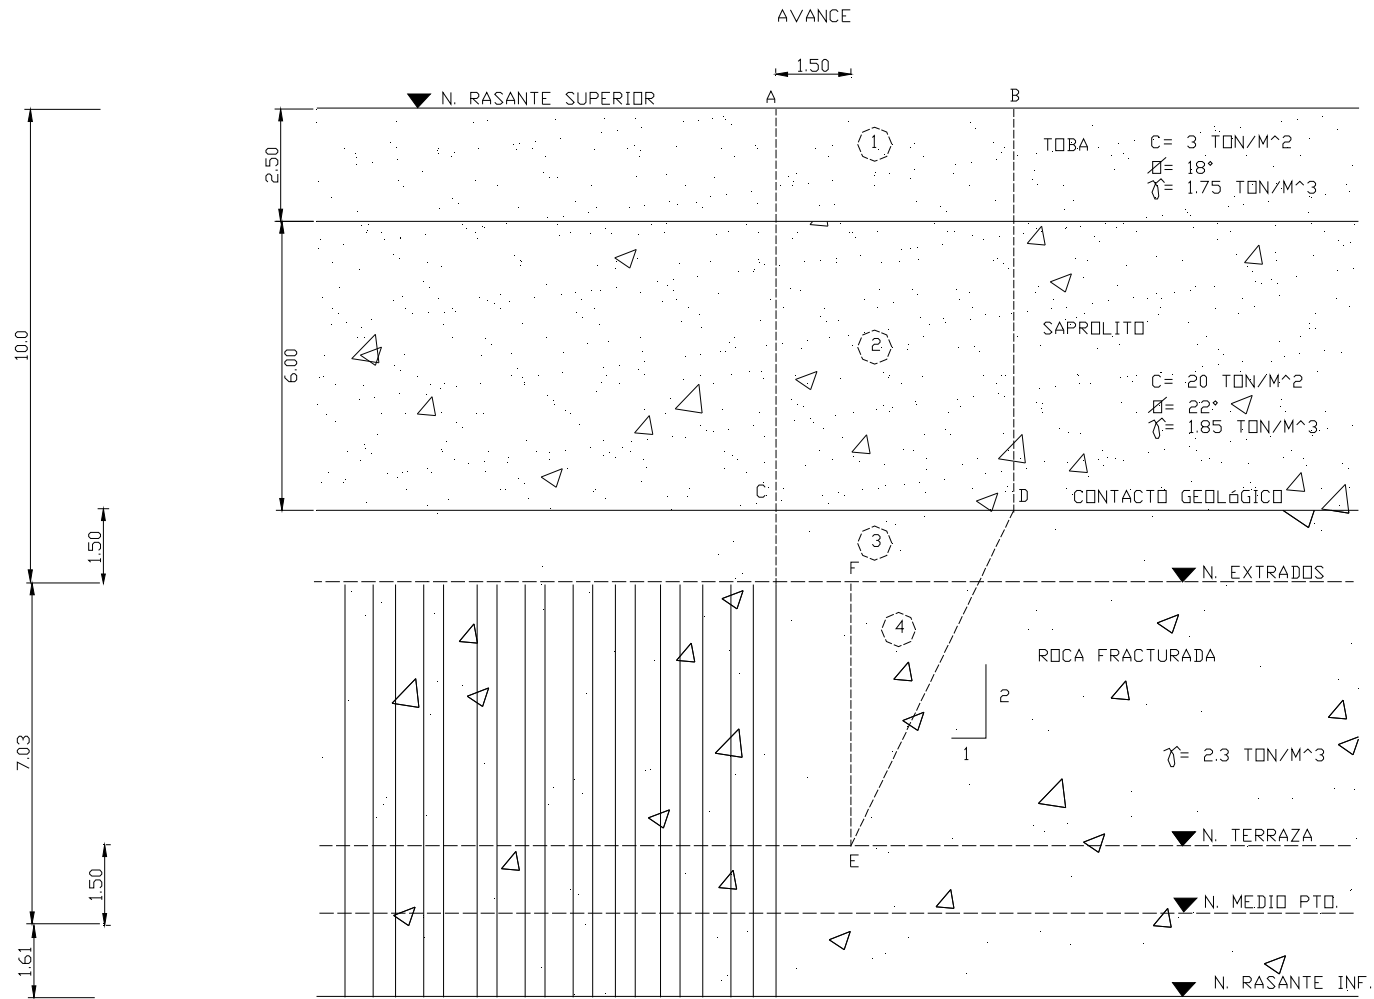 AVANCE
1.50
N. RASANTE SUPERIOR
A
B
2.50
1
TOBA
C= 3 TON/M^2
Ø= 18°
γ= 1.75 TON/M^3
10.0
6.00
2
SAPROLITO
C= 20 TON/M^2
Ø= 22°
γ= 1.85 TON/M^3
C
D
CONTACTO GEOLóGICO
1.50
3
F
N. EXTRADOS
4
ROCA FRACTURADA
2
1
7.03
γ= 2.3 TON/M^3
N. TERRAZA
E
1.50
N. MEDIO PTO.
1.61
N. RASANTE INF.